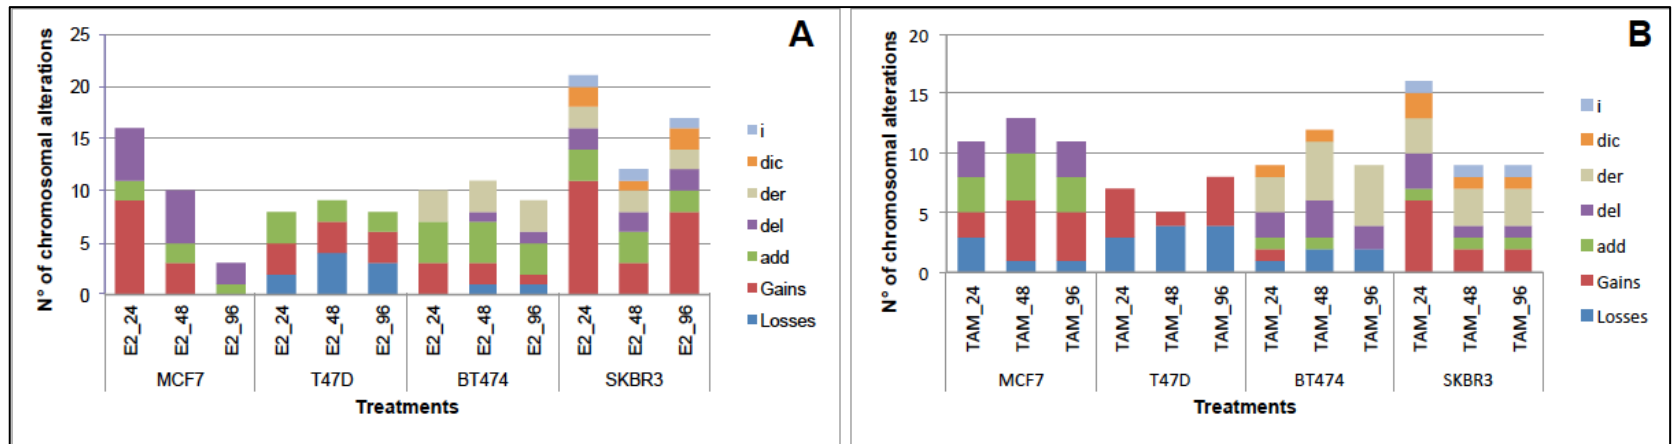 A
N° of chromosomal alterations
25
20
15
10
5
0
E2_24
E2_48
E2_96
E2_24
E2_48
E2_96
E2_24
E2_48
E2_96
E2_24
E2_48
E2_96
MCF7
T47D
BT474
SKBR3
Treatments
i
dic
der
del
add
Gains
Losses
B
N° of chromosomal alterations
20
15
10
5
0
TAM_24
TAM_48
TAM_96
TAM_24
TAM_48
TAM_96
TAM_24
TAM_48
TAM_96
TAM_24
TAM_48
TAM_96
MCF7
T47D
BT474
SKBR3
Treatments
i
dic
der
del
add
Gains
Losses